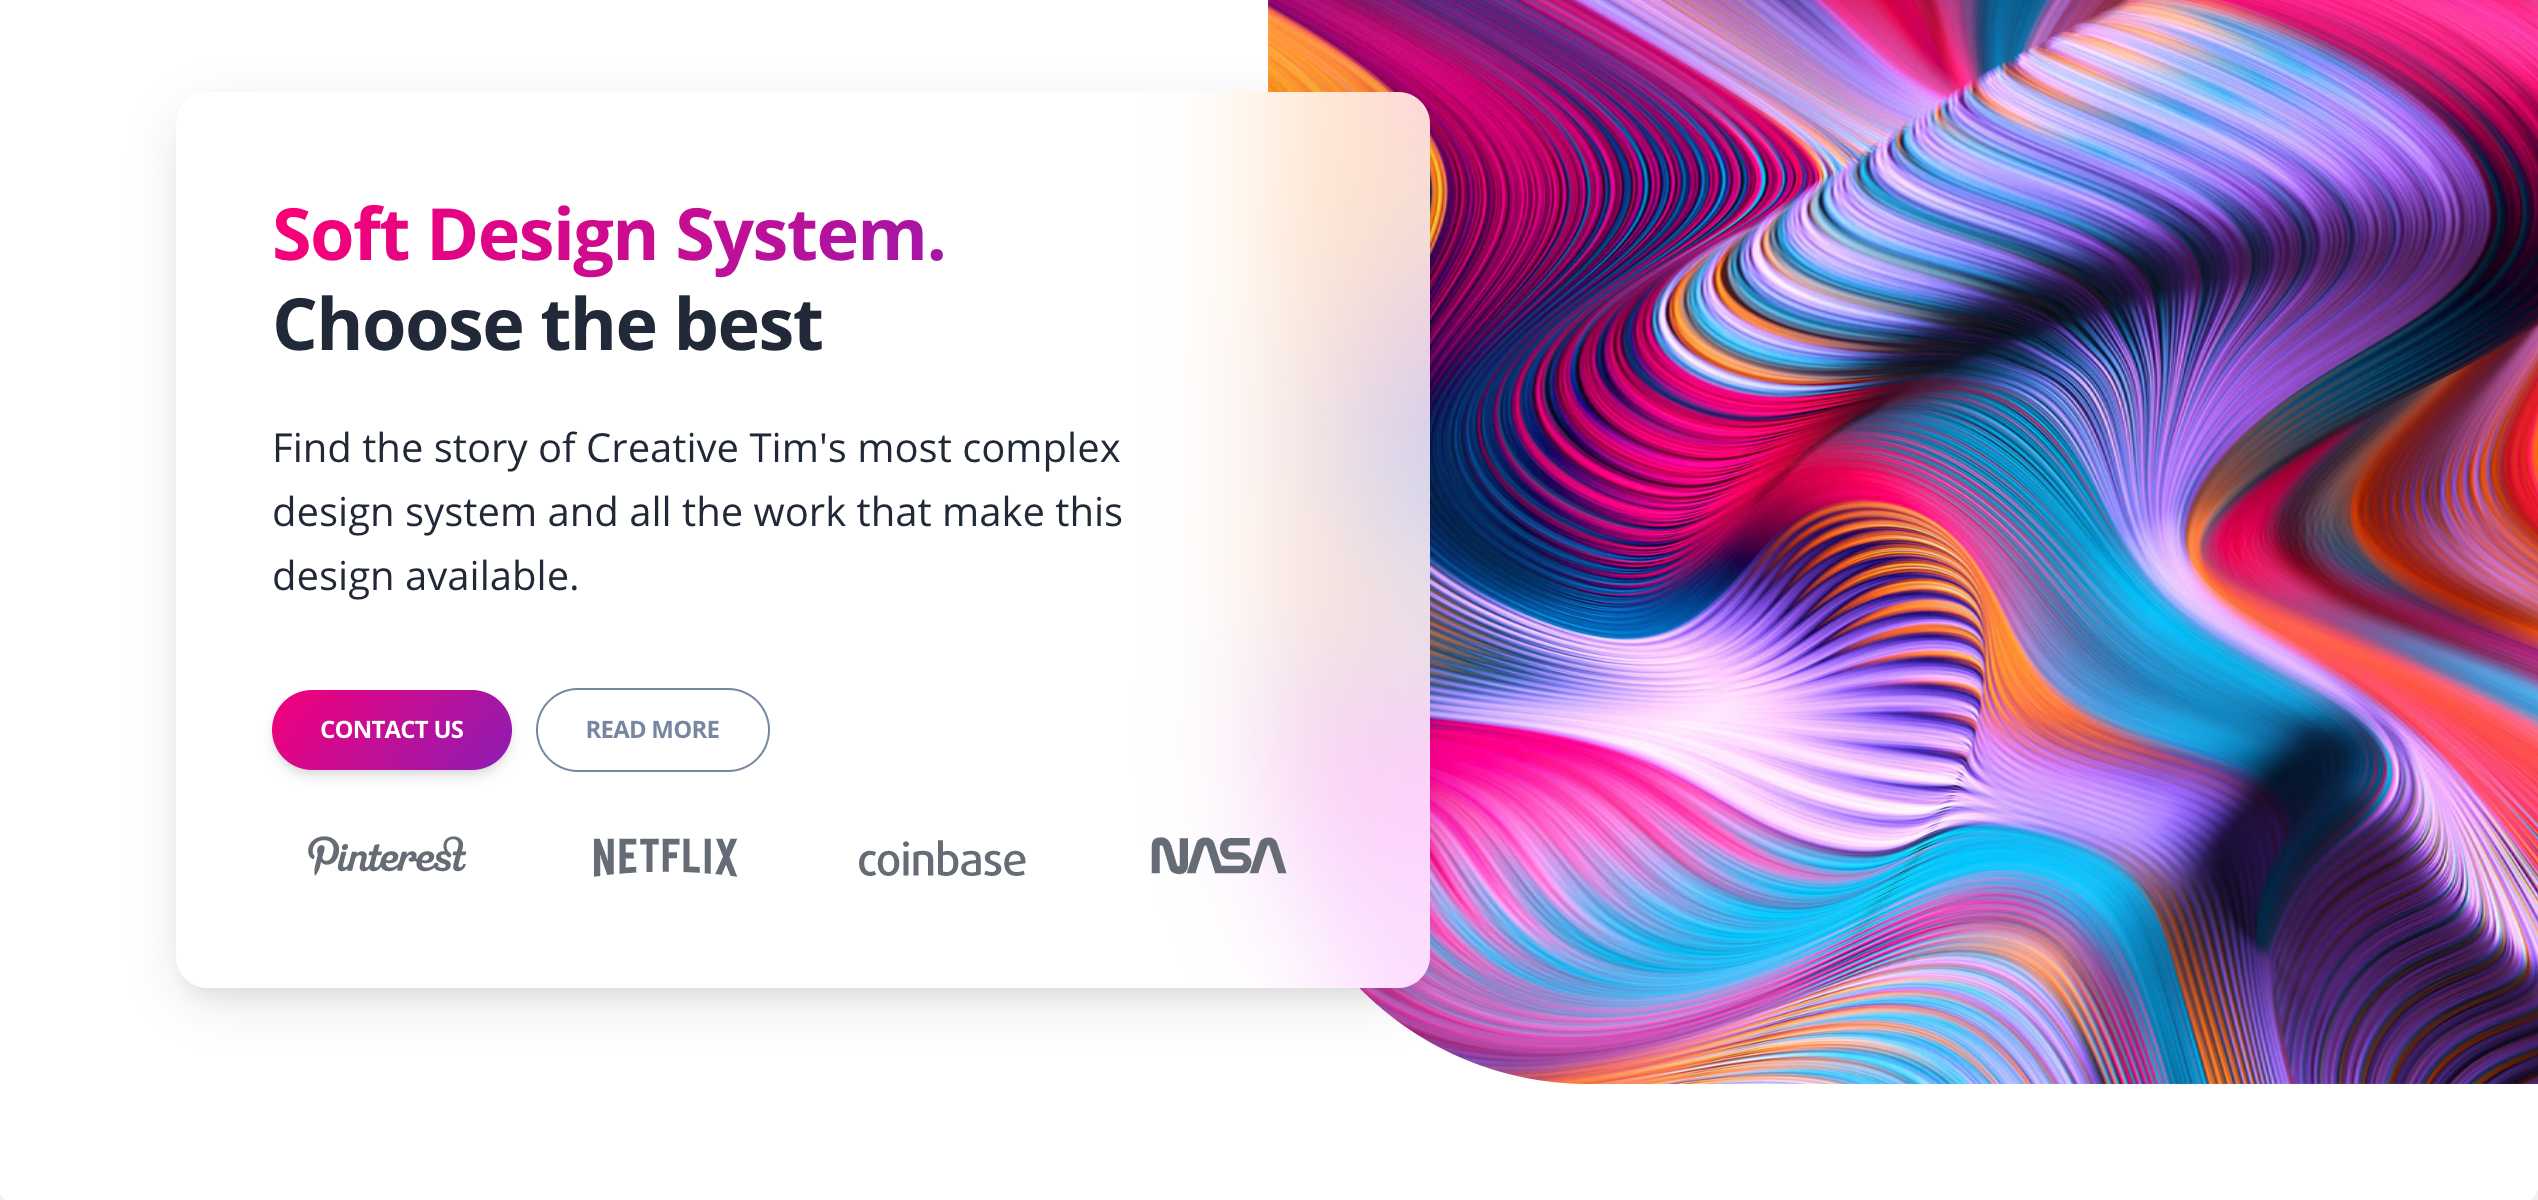 Soft Design System.
Choose the best
Find the story of Creative Tim's most complex
design system and all the work that make this
design available.
CONTACT US
READ MORE
Pinterest
NETFLIX
coinbase
NASA